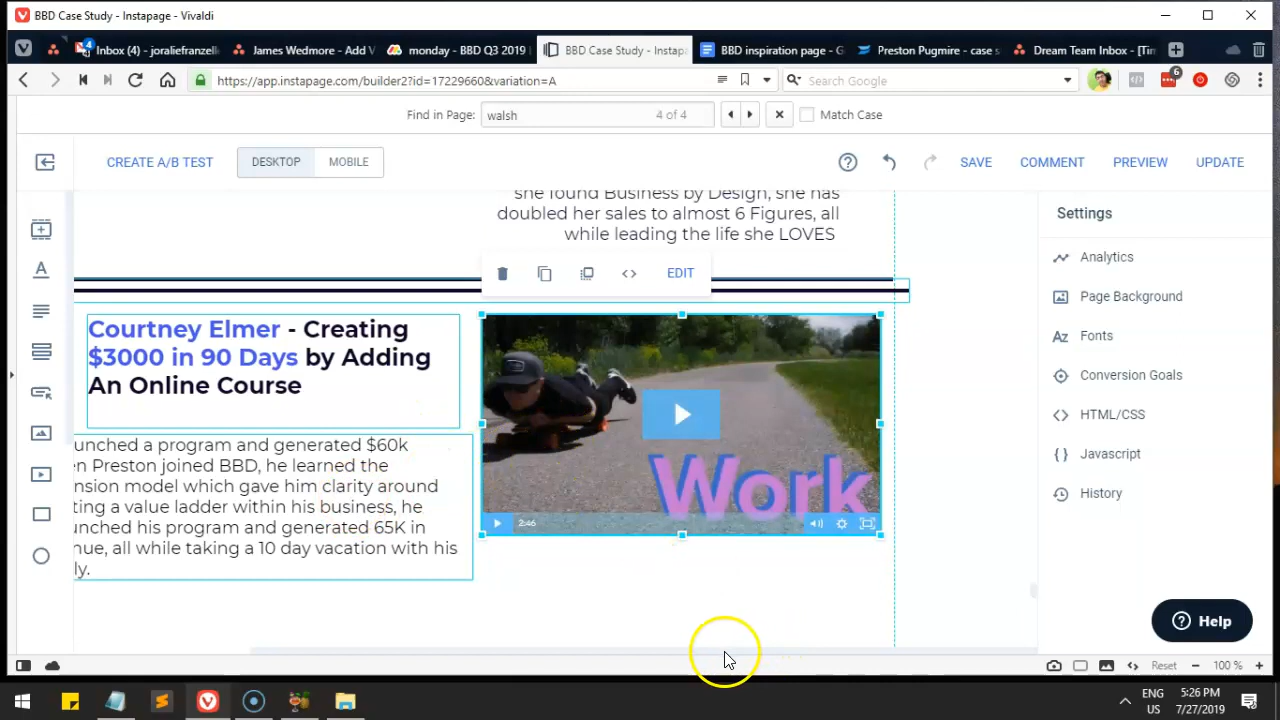 BBD Case Study - Instapage - Vivaldi
4
Inbox (4) - joraliefranzell
James Wedmore - Add V
monday - BBD Q3 2019
BBD Case Study - Instap
BBD inspiration page - G
Preston Pugmire - case s
Dream Team Inbox - [Tim
https://app.instapage.com/builder2?id=17229660&variation=A
Search Google
6
Find in Page:
walsh
4 of 4
Match Case
CREATE A/B TEST
DESKTOP
MOBILE
SAVE
COMMENT
PREVIEW
UPDATE
she found Business by Design, she has
doubled her sales to almost 6 Figures, all
while leading the life she LOVES
EDIT
Courtney Elmer - Creating
$3000 in 90 Days by Adding
An Online Course
unched a program and generated $60k
en Preston joined BBD, he learned the
nsion model which gave him clarity around
ting a value ladder within his business, he
unched his program and generated 65K in
nue, all while taking a 10 day vacation with his
ly.
Work
2:46
Settings
Analytics
Page Background
Fonts
Conversion Goals
HTML/CSS
Javascript
History
Help
Reset
100 %
ENG
US
5:26 PM
7/27/2019